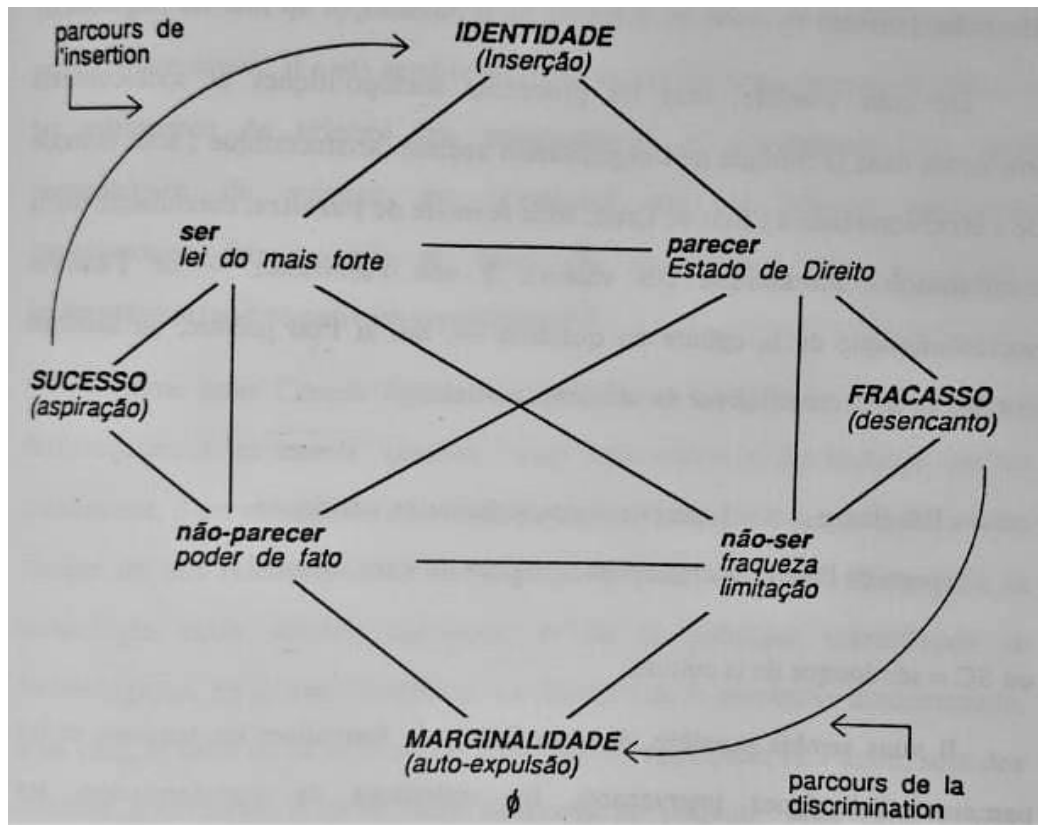 parcours de
l'insertion
IDENTIDADE
(Inserção)
ser
lei do mais forte
parecer
Estado de Direito
SUCESSO
(aspiração)
FRACASSO
(desencanto)
não-parecer
poder de fato
não-ser
fraqueza
limitação
MARGINALIDADE
(auto-expulsão)
ϕ
parcours de la
discrimination